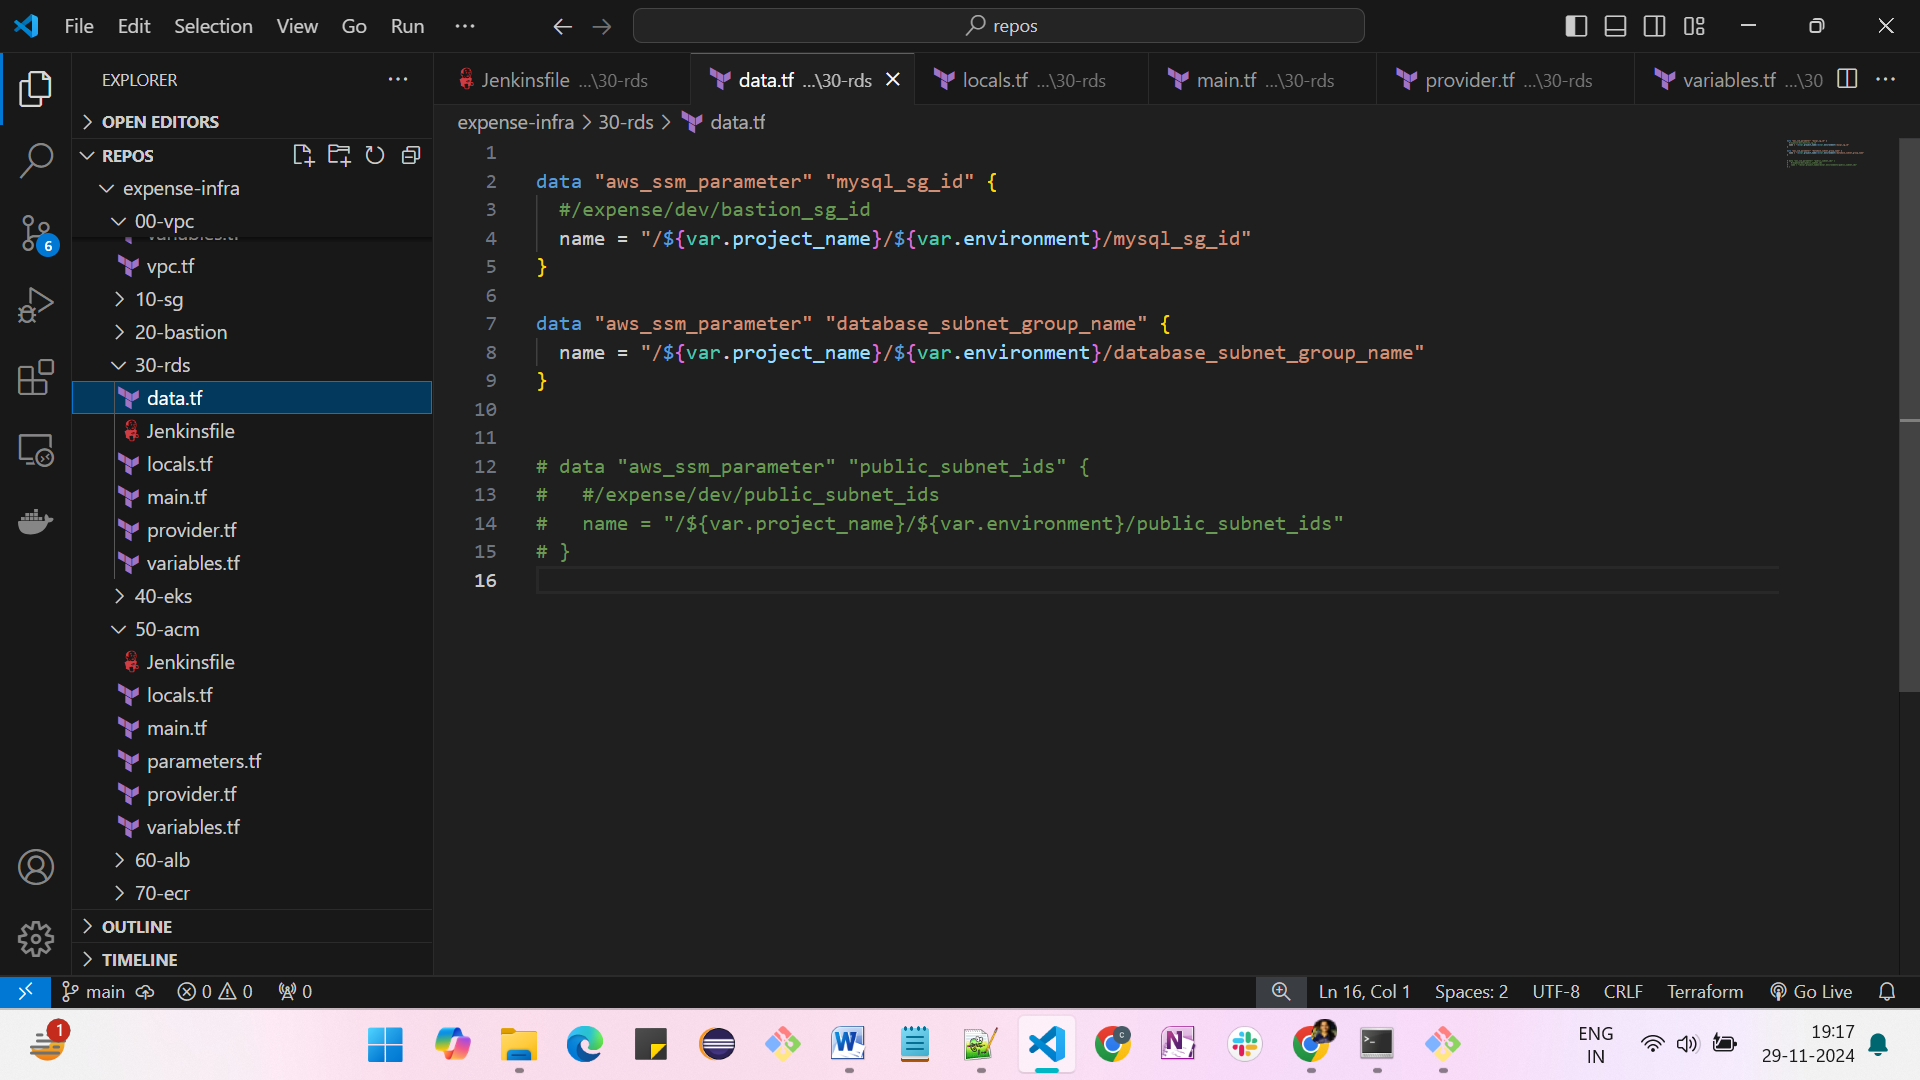 File Edit Selection View Go Run ···
repos
EXPLORER ···
OPEN EDITORS
REPOS
expense-infra
00-vpc
variables.tf
vpc.tf
10-sg
20-bastion
30-rds
data.tf
Jenkinsfile
locals.tf
main.tf
provider.tf
variables.tf
40-eks
50-acm
Jenkinsfile
locals.tf
main.tf
parameters.tf
provider.tf
variables.tf
60-alb
70-ecr
OUTLINE
TIMELINE
6
Jenkinsfile ...\30-rds
data.tf ...\30-rds
locals.tf ...\30-rds
main.tf ...\30-rds
provider.tf ...\30-rds
variables.tf ...\30
expense-infra > 30-rds > data.tf
1
2 data "aws_ssm_parameter" "mysql_sg_id" {
3 #/expense/dev/bastion_sg_id
4 name = "/${var.project_name}/${var.environment}/mysql_sg_id"
5 }
6
7 data "aws_ssm_parameter" "database_subnet_group_name" {
8 name = "/${var.project_name}/${var.environment}/database_subnet_group_name"
9 }
10
11
12 # data "aws_ssm_parameter" "public_subnet_ids" {
13 #   #/expense/dev/public_subnet_ids
14 #   name = "/${var.project_name}/${var.environment}/public_subnet_ids"
15 # }
16
main 0 0 0
Ln 16, Col 1 Spaces: 2 UTF-8 CRLF Terraform Go Live
1
ENG
IN
19:17
29-11-2024